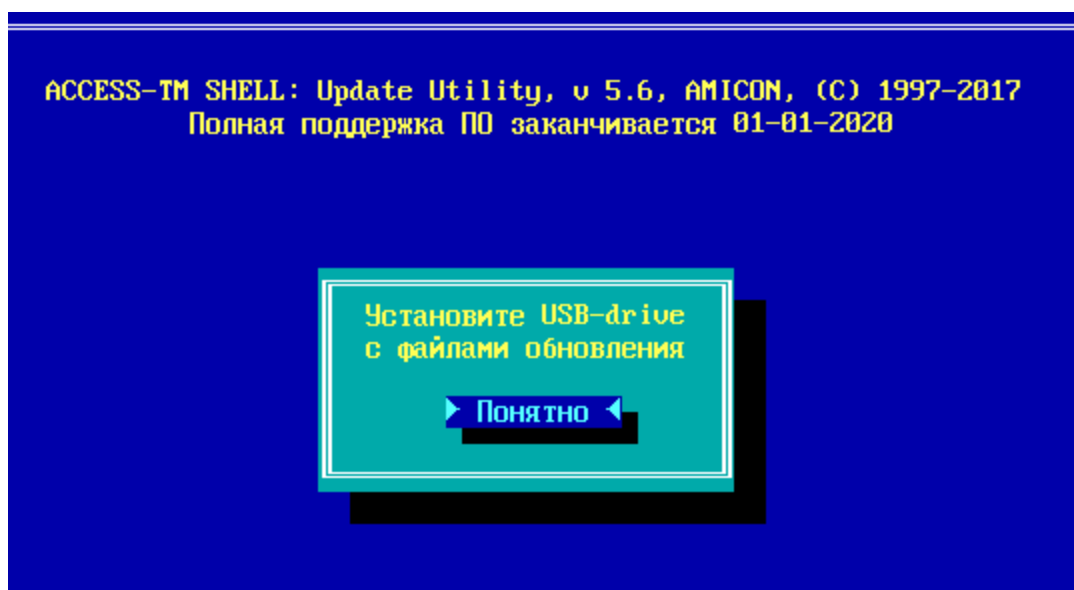 ACCESS-TM SHELL: Update Utility, v 5.6, AMICON, (C) 1997-2017
Полная поддержка ПО заканчивается 01-01-2020
Установите USB-drive
с файлами обновления
Понятно